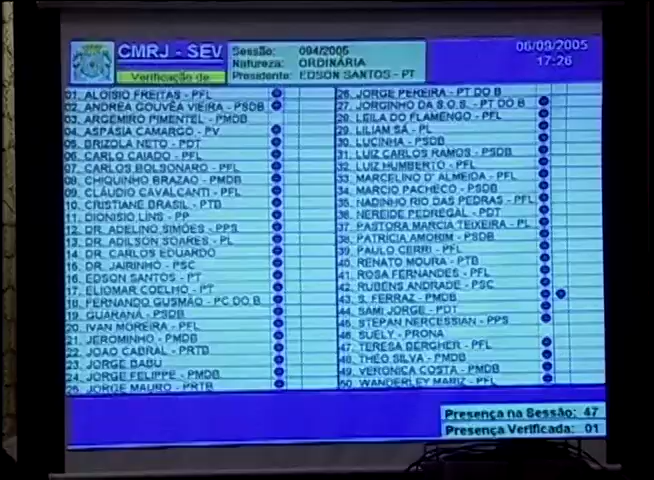 CMRJ - SEV
Verificação de
Sessão: 094/2005
Natureza: ORDINÁRIA
Presidente: EDSON SANTOS - PT
06/09/2005
17:26
01. ALOISIO FREITAS - PFL
02. ANDREA GOUVÊA VIEIRA - PSDB
03. ARGEMIRO PIMENTEL - PMDB
04. ASPÁSIA CAMARGO - PV
05. BRIZOLA NETO - PDT
06. CARLO CAIADO - PFL
07. CARLOS BOLSONARO - PFL
08. CHIQUINHO BRAZÃO - PMDB
09. CLÁUDIO CAVALCANTI - PFL
10. CRISTIANE BRASIL - PTB
11. DIONISIO LINS - PP
12. DR. ADELINO SIMÕES - PPS
13. DR. ADILSON SOARES - PL
14. DR. CARLOS EDUARDO
15. DR. JAIRINHO - PSC
16. EDSON SANTOS - PT
17. ELIOMAR COELHO - PT
18. FERNANDO GUSMÃO - PC DO B
19. GUARANÁ - PSDB
20. IVAN MOREIRA - PFL
21. JEROMINHO - PMDB
22. JOÃO CABRAL - PRTB
23. JORGE BABU
24. JORGE FELIPPE - PMDB
25. JORGE MAURO - PRTB
26. JORGE PEREIRA - PT DO B
27. JORGINHO DA S.O.S. - PT DO B
28. LEILA DO FLAMENGO - PFL
29. LILIAM SÁ - PL
30. LUCINHA - PSDB
31. LUIZ CARLOS RAMOS - PSDB
32. LUIZ HUMBERTO - PFL
33. MARCELINO D' ALMEIDA - PFL
34. MARCIO PACHECO - PSDB
35. NADINHO RIO DAS PEDRAS - PFL
36. NEREIDE PEDREGAL - PDT
37. PASTORA MARCIA TEIXEIRA - PL
38. PATRÍCIA AMORIM - PSDB
39. PAULO CERRI - PFL
40. RENATO MOURA - PTB
41. ROSA FERNANDES - PFL
42. RUBENS ANDRADE - PSC
43. S. FERRAZ - PMDB
44. SAMI JORGE - PDT
45. STEPAN NERCESSIAN - PPS
46. SUELY - PRONA
47. TERESA BERGHER - PFL
48. THEO SILVA - PMDB
49. VERÔNICA COSTA - PMDB
50. WANDERLEY MARIZ - PFL
Presença na Sessão: 47
Presença Verificada: 01